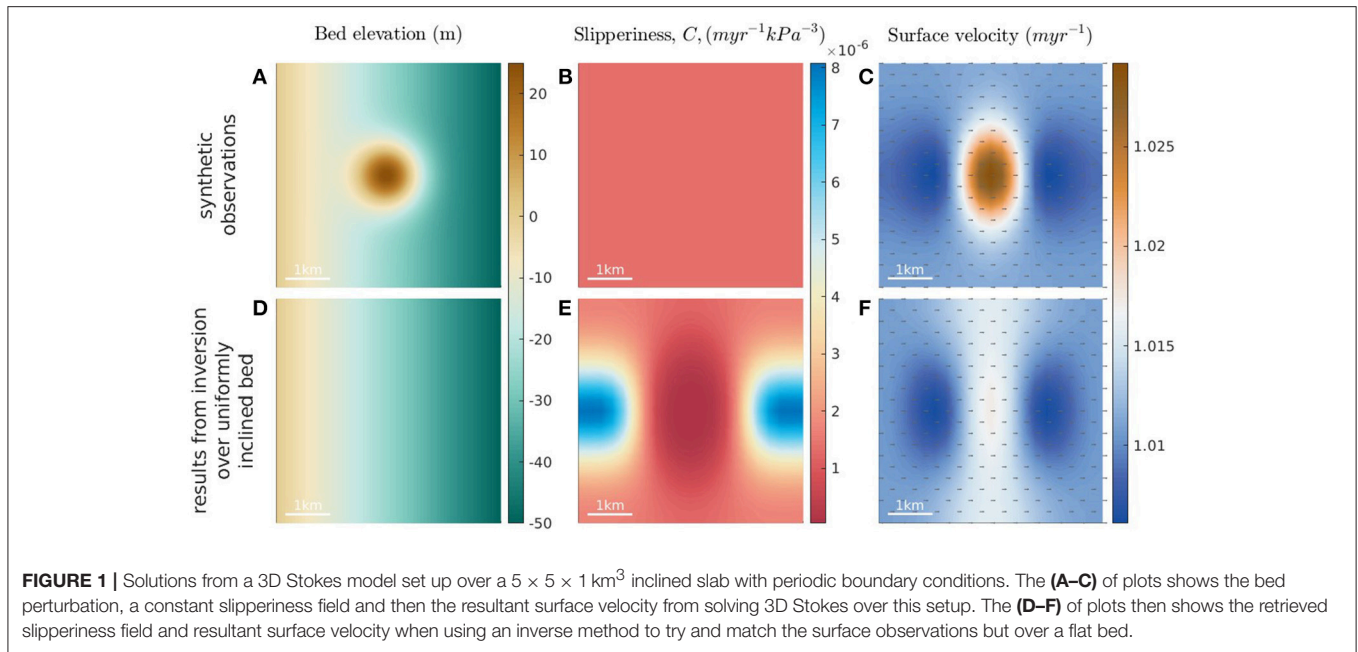 Bed elevation (m)
Slipperiness, C, (myr⁻¹kPa⁻³)
Surface velocity (myr⁻¹)
×10⁻⁶
A
B
C
synthetic
observations
20
10
0
-10
-20
-30
-40
-50
8
7
6
5
4
3
2
1
1.025
1.02
1.015
1.01
1km
1km
1km
D
E
F
results from inversion
over uniformly
inclined bed
1km
1km
1km
FIGURE 1 | Solutions from a 3D Stokes model set up over a 5 × 5 × 1 km³ inclined slab with periodic boundary conditions. The (A–C) of plots shows the bed
perturbation, a constant slipperiness field and then the resultant surface velocity from solving 3D Stokes over this setup. The (D–F) of plots then shows the retrieved
slipperiness field and resultant surface velocity when using an inverse method to try and match the surface observations but over a flat bed.